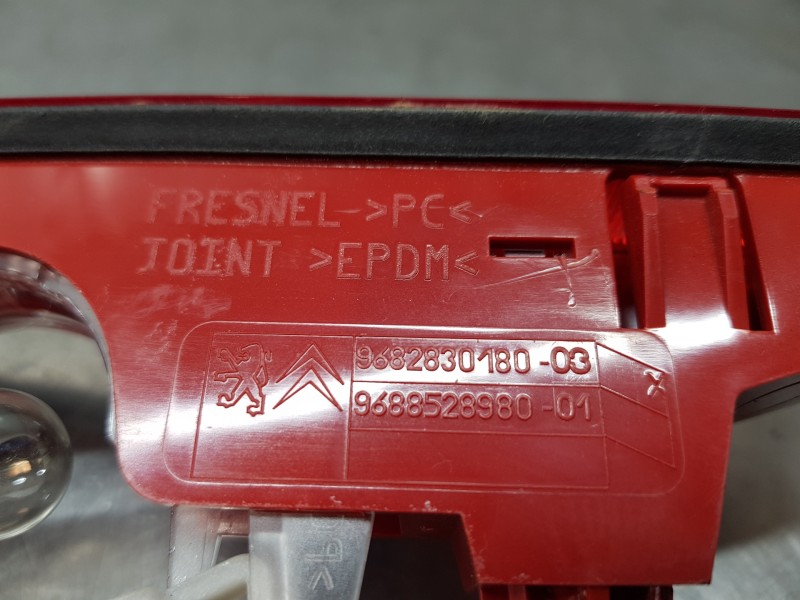 FRESNEL->PC<
JOINT >EPDM<
9682830180-03
9688528980-01